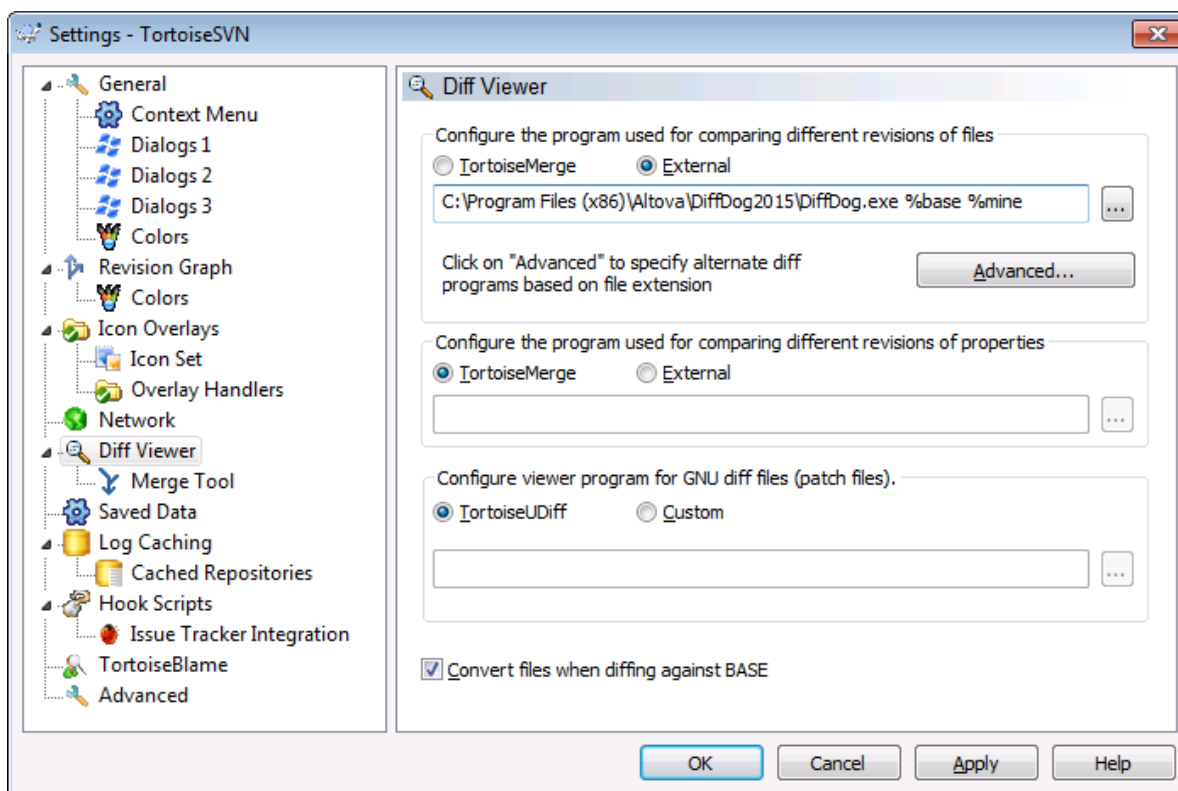 Settings - TortoiseSVN
General
Context Menu
Dialogs 1
Dialogs 2
Dialogs 3
Colors
Revision Graph
Colors
Icon Overlays
Icon Set
Overlay Handlers
Network
Diff Viewer
Merge Tool
Saved Data
Log Caching
Cached Repositories
Hook Scripts
Issue Tracker Integration
TortoiseBlame
Advanced
Diff Viewer
Configure the program used for comparing different revisions of files
TortoiseMerge External
C:\Program Files (x86)\Altova\DiffDog2015\DiffDog.exe %base %mine ...
Click on "Advanced" to specify alternate diff
programs based on file extension
Advanced...
Configure the program used for comparing different revisions of properties
TortoiseMerge External
...
Configure viewer program for GNU diff files (patch files).
TortoiseUDiff Custom
...
Convert files when diffing against BASE
OK Cancel Apply Help